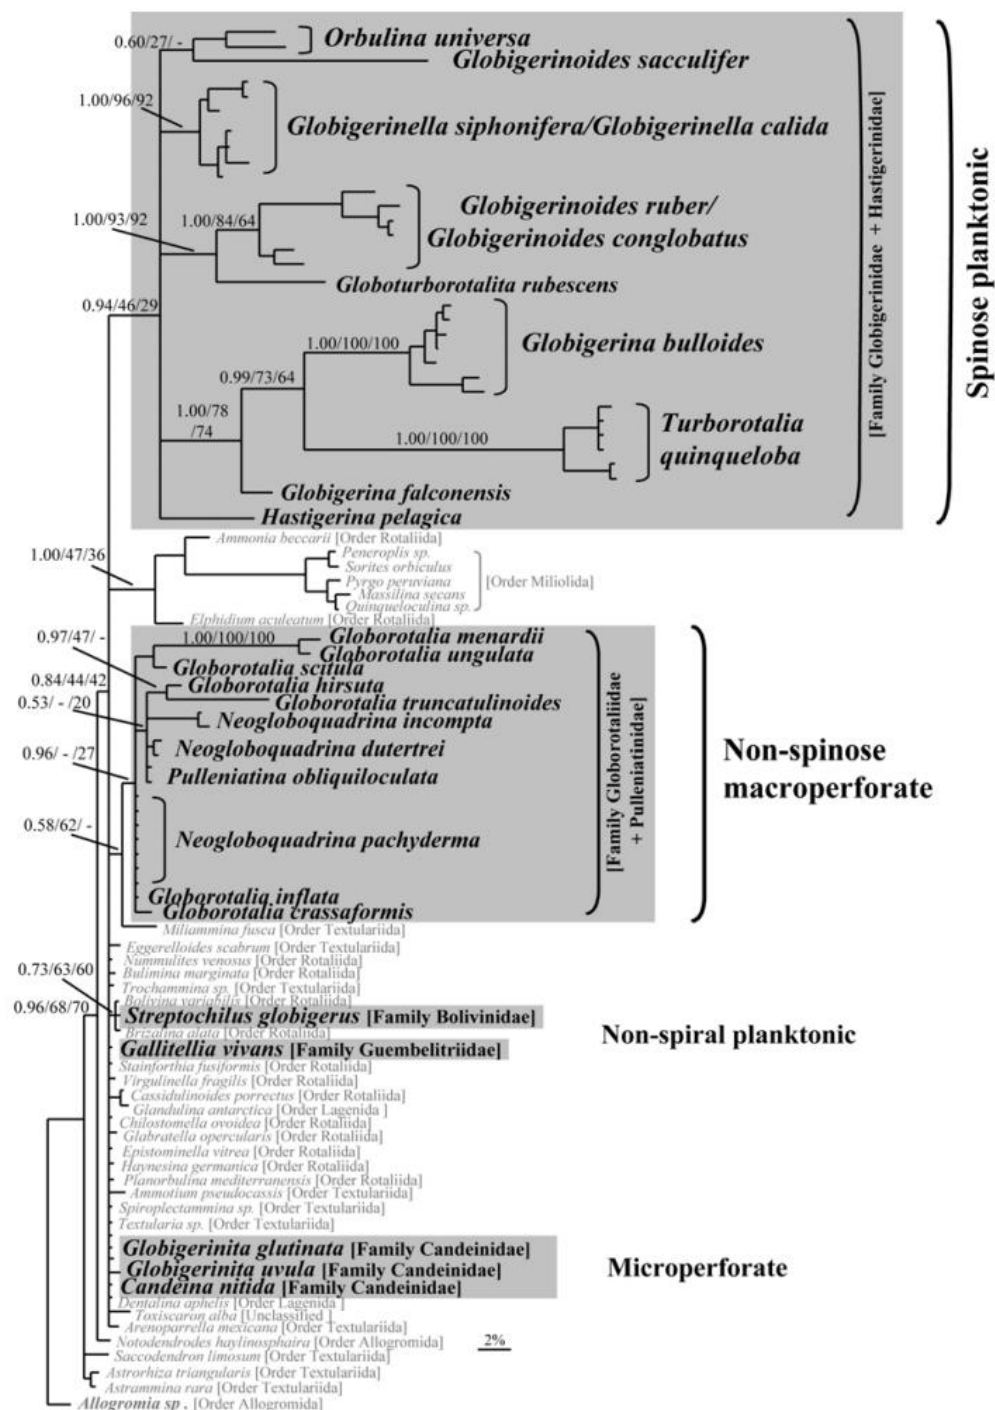 0.60/27/ -
Orbulina universa
Globigerinoides sacculifer
1.00/96/92
Globigerinella siphonifera/Globigerinella calida
1.00/93/92
1.00/84/64
Globigerinoides ruber/
Globigerinoides conglobatus
Globoturborotalita rubescens
0.94/46/29
1.00/100/100
Globigerina bulloides
0.99/73/64
1.00/78
/74
1.00/100/100
Turborotalia
quinqueloba
Globigerina falconensis
Hastigerina pelagica
[Family Globigerinidae + Hastigerinidae]
Spinose planktonic
Ammonia beccarii [Order Rotaliida]
1.00/47/36
Peneroplis sp.
Sorites orbiculus
Pyrgo peruviana
[Order Miliolida]
Massilina secans
Quinqueloculina sp.
Elphidium aculeatum [Order Rotaliida]
0.97/47/ -
1.00/100/100
Globorotalia menardii
Globorotalia ungulata
Globorotalia scitula
0.84/44/42
Globorotalia hirsuta
0.53/ - /20
Globorotalia truncatulinoides
Neogloboquadrina incompta
0.96/ - /27
Neogloboquadrina dutertrei
Pulleniatina obliquiloculata
0.58/62/ -
Neogloboquadrina pachyderma
Globorotalia inflata
Globorotalia crassaformis
[Family Globorotaliidae
+ Pulleniatinidae]
Non-spinose
macroperforate
Miliammina fusca [Order Textulariida]
Eggerelloides scabrum [Order Textulariida]
Nummulites venosus [Order Rotaliida]
0.73/63/60
Bulimina marginata [Order Rotaliida]
Trochammina sp. [Order Textulariida]
Bolivina variabilis [Order Rotaliida]
0.96/68/70
Streptochilus globigerus [Family Bolivinidae]
Brizalina alata [Order Rotaliida]
Non-spiral planktonic
Gallitellia vivans [Family Guembelitriidae]
Stainforthia fusiformis [Order Rotaliida]
Virgulinella fragilis [Order Rotaliida]
Cassidulinoides porrectus [Order Rotaliida]
Glandulina antarctica [Order Lagenida ]
Chilostomella ovoidea [Order Rotaliida]
Glabratella opercularis [Order Rotaliida]
Epistominella vitrea [Order Rotaliida]
Haynesina germanica [Order Rotaliida]
Planorbulina mediterranensis [Order Rotaliida]
Ammotium pseudocassis [Order Textulariida]
Spiroplectammina sp. [Order Textulariida]
Textularia sp. [Order Textulariida]
Globigerinita glutinata [Family Candeinidae]
Globigerinita uvula [Family Candeinidae]
Microperforate
Candeina nitida [Family Candeinidae]
Dentalina aphelis [Order Lagenida ]
Toxiscaron alba [Unclassified ]
Arenoparrella mexicana [Order Textulariida]
Notodendrodes haylinosphaira [Order Allogromida]
2%
Saccodendron limosum [Order Textulariida]
Astrorhiza triangularis [Order Textulariida]
Astrammina rara [Order Textulariida]
Allogromia sp . [Order Allogromida]